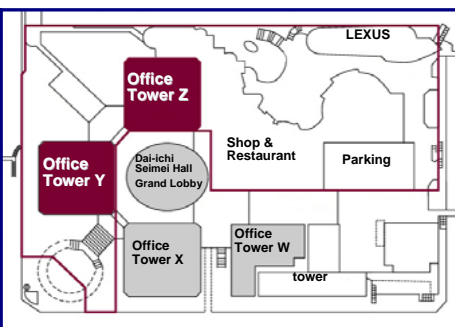 LEXUS
Office
Tower Z
Shop &
Restaurant
Dai-ichi
Seimei Hall
Grand Lobby
Parking
Office
Tower Y
Office
Tower X
Office
Tower W
tower